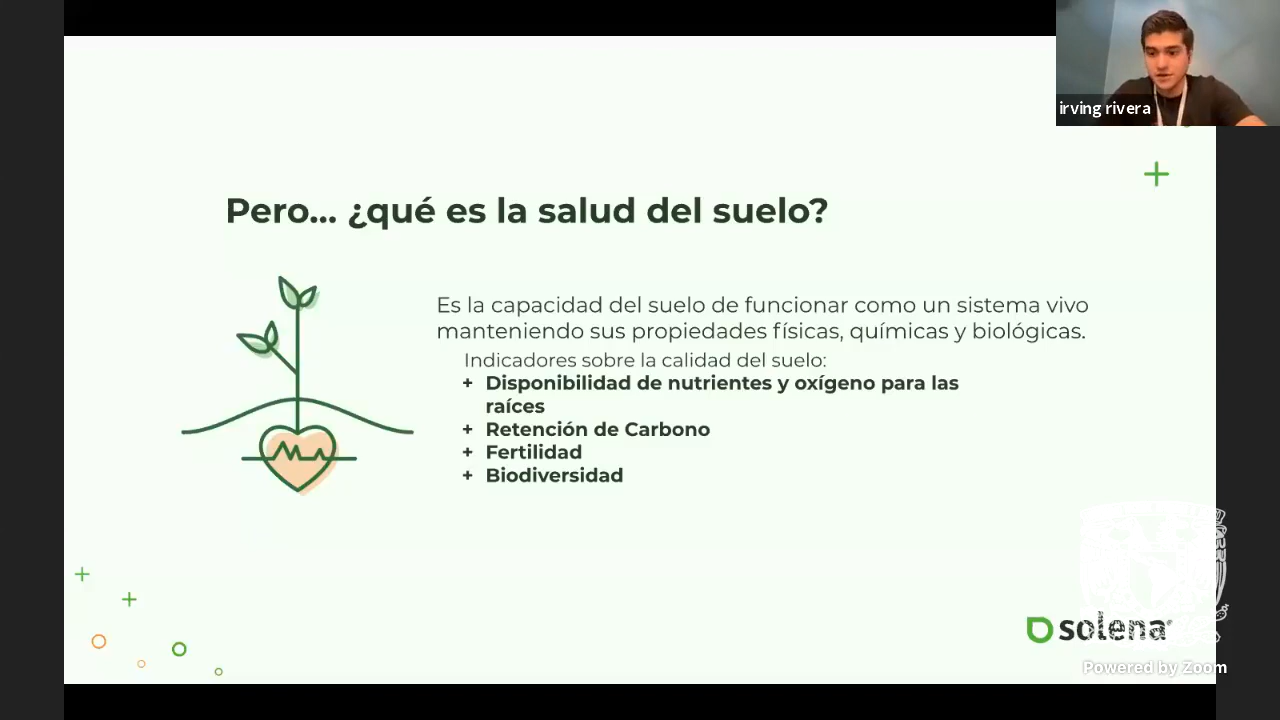 irving rivera
Pero... ¿qué es la salud del suelo?
Es la capacidad del suelo de funcionar como un sistema vivo
manteniendo sus propiedades físicas, químicas y biológicas.
Indicadores sobre la calidad del suelo:
+ Disponibilidad de nutrientes y oxígeno para las
raíces
+ Retención de Carbono
+ Fertilidad
+ Biodiversidad
solena
Powered by Zoom